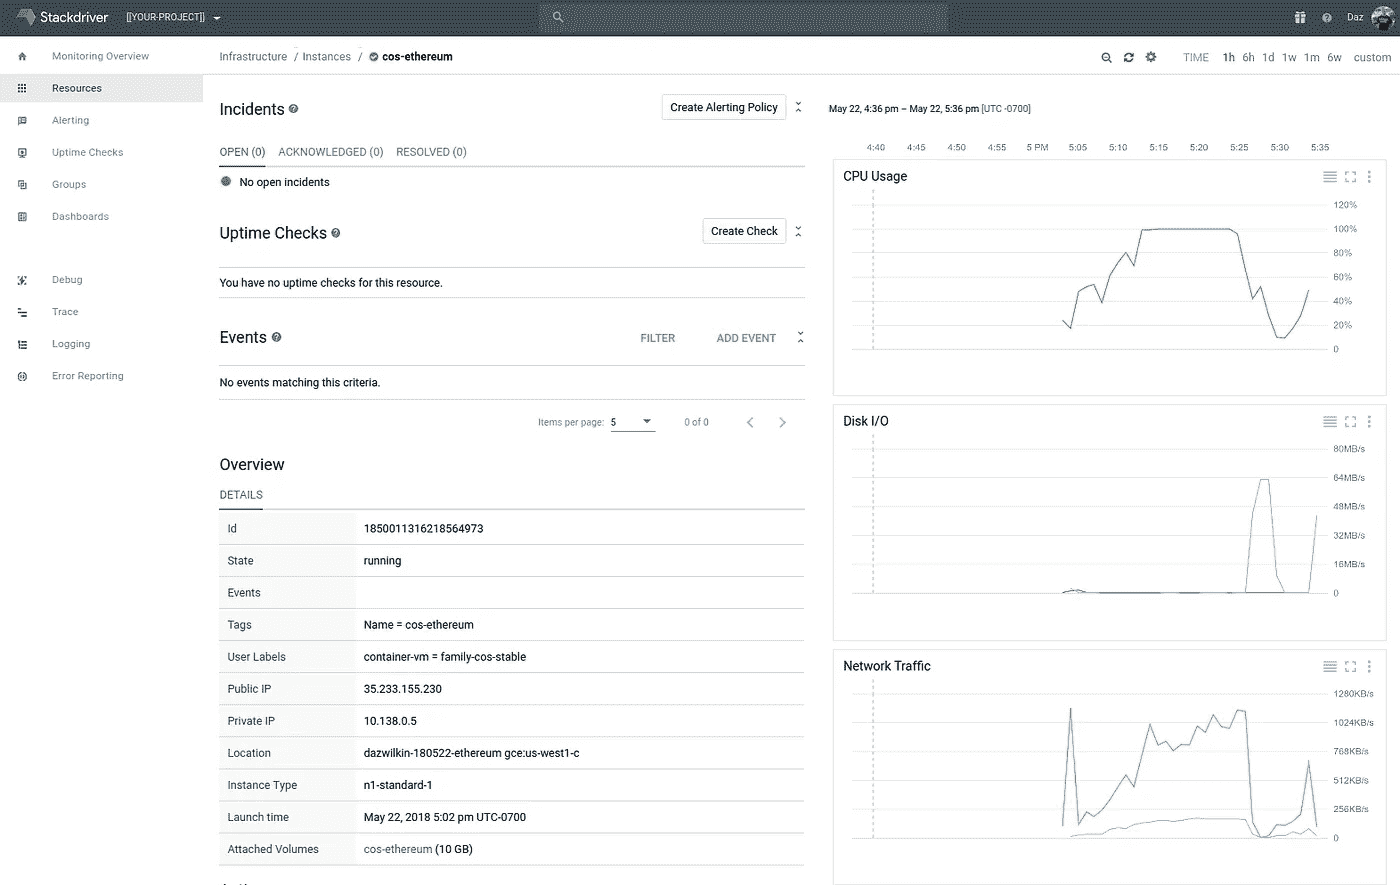 Stackdriver [[YOUR-PROJECT]] Daz
Monitoring Overview
Resources
Alerting
Uptime Checks
Groups
Dashboards
Debug
Trace
Logging
Error Reporting
Infrastructure / Instances / cos-ethereum
TIME 1h 6h 1d 1w 1m 6w custom
Incidents
Create Alerting Policy
OPEN (0) ACKNOWLEDGED (0) RESOLVED (0)
No open incidents
Uptime Checks
Create Check
You have no uptime checks for this resource.
Events
FILTER ADD EVENT
No events matching this criteria.
Items per page: 5 0 of 0
Overview
DETAILS
Id 1850011316218564973
State running
Events
Tags Name = cos-ethereum
User Labels container-vm = family-cos-stable
Public IP 35.233.155.230
Private IP 10.138.0.5
Location dazwilkin-180522-ethereum gce:us-west1-c
Instance Type n1-standard-1
Launch time May 22, 2018 5:02 pm UTC-0700
Attached Volumes cos-ethereum (10 GB)
May 22, 4:36 pm – May 22, 5:36 pm [UTC -0700]
4:40 4:45 4:50 4:55 5 PM 5:05 5:10 5:15 5:20 5:25 5:30 5:35
CPU Usage
120%
100%
80%
60%
40%
20%
0
Disk I/O
80MB/s
64MB/s
48MB/s
32MB/s
16MB/s
0
Network Traffic
1280KB/s
1024KB/s
768KB/s
512KB/s
256KB/s
0